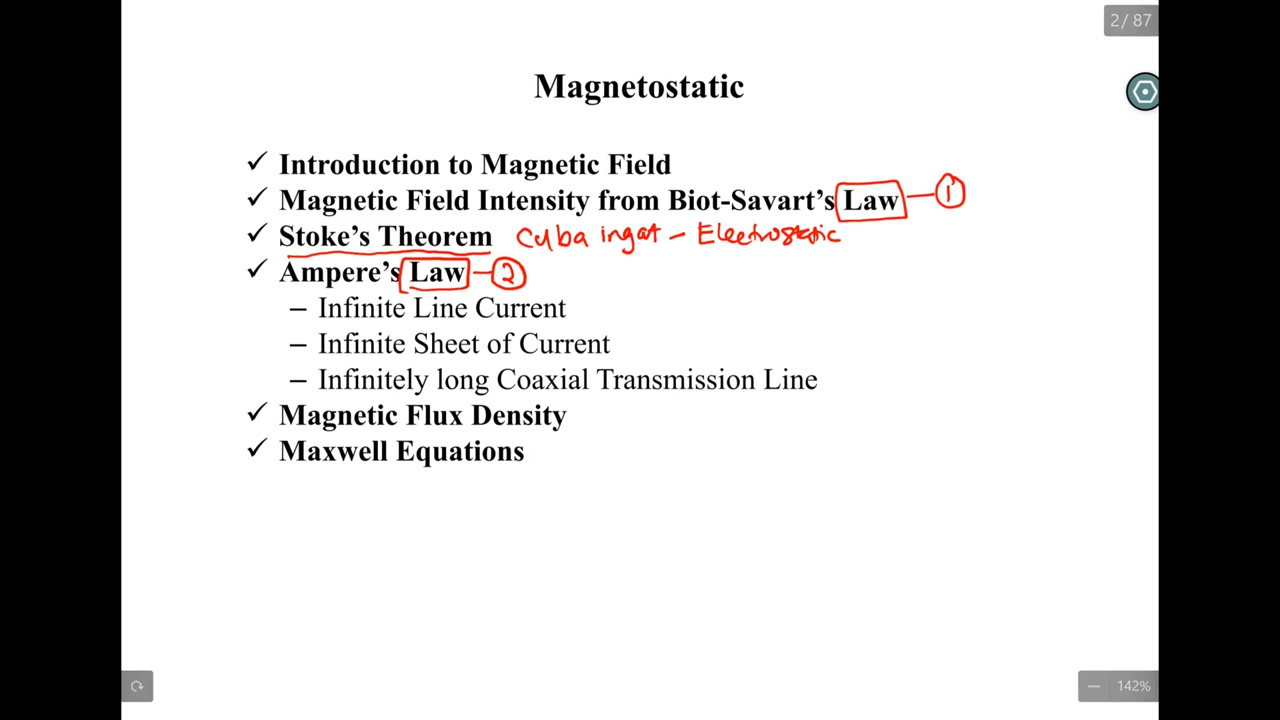 2 / 87
Magnetostatic
✓ Introduction to Magnetic Field
✓ Magnetic Field Intensity from Biot-Savart’s Law — 1
✓ Stoke’s Theorem Cuba ingat – Electrostatic
✓ Ampere’s Law – 2
– Infinite Line Current
– Infinite Sheet of Current
– Infinitely long Coaxial Transmission Line
✓ Magnetic Flux Density
✓ Maxwell Equations
142%